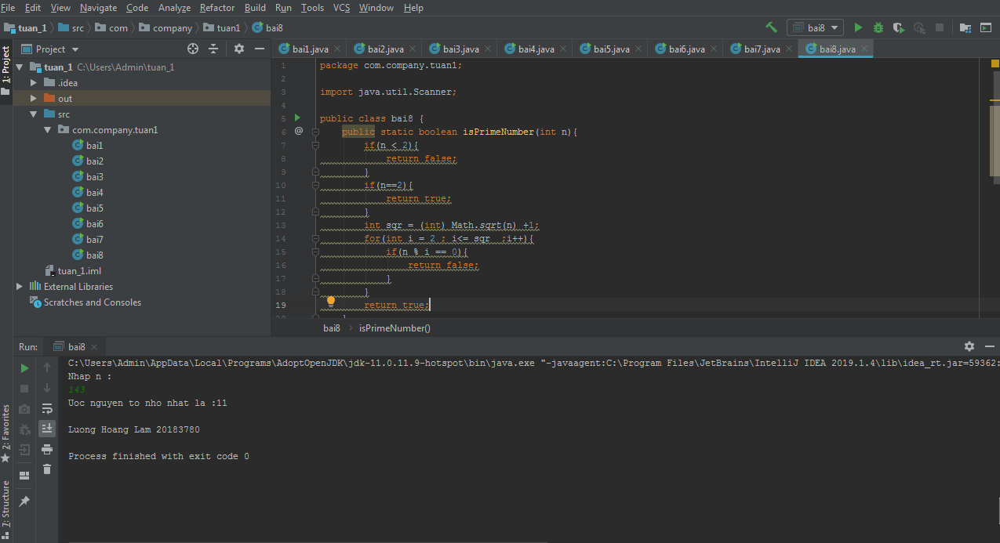 File Edit View Navigate Code Analyze Refactor Build Run Tools VCS Window Help
tuan_1 src com company tuan1 bai8
bai8
1: Project
Project
bai1.java bai2.java bai3.java bai4.java bai5.java bai6.java bai7.java bai8.java
tuan_1 C:\Users\Admin\tuan_1
.idea
out
src
com.company.tuan1
bai1
bai2
bai3
bai4
bai5
bai6
bai7
bai8
tuan_1.iml
External Libraries
Scratches and Consoles
1 package com.company.tuan1;
2
3 import java.util.Scanner;
4
5 public class bai8 {
6 @ public static boolean isPrimeNumber(int n){
7 if(n < 2){
8 return false;
9 }
10 if(n==2){
11 return true;
12 }
13 int sqr = (int) Math.sqrt(n) +1;
14 for(int i = 2 ; i<= sqr ;i++){
15 if(n % i == 0){
16 return false;
17 }
18 }
19 return true;
20 }
bai8 isPrimeNumber()
Run: bai8
C:\Users\Admin\AppData\Local\Programs\AdoptOpenJDK\jdk-11.0.11.9-hotspot\bin\java.exe "-javaagent:C:\Program Files\JetBrains\IntelliJ IDEA 2019.1.4\lib\idea_rt.jar=59362:
Nhap n :
143
Uoc nguyen to nho nhat la :11
Luong Hoang Lam 20183780
Process finished with exit code 0
2: Favorites
7: Structure